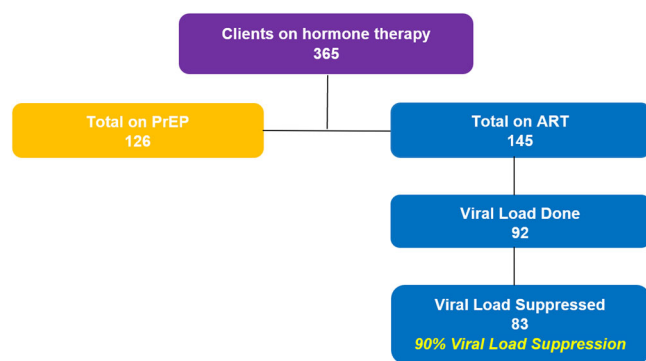 Clients on hormone therapy
365
Total on PrEP
126
Total on ART
145
Viral Load Done
92
Viral Load Suppressed
83
90% Viral Load Suppression